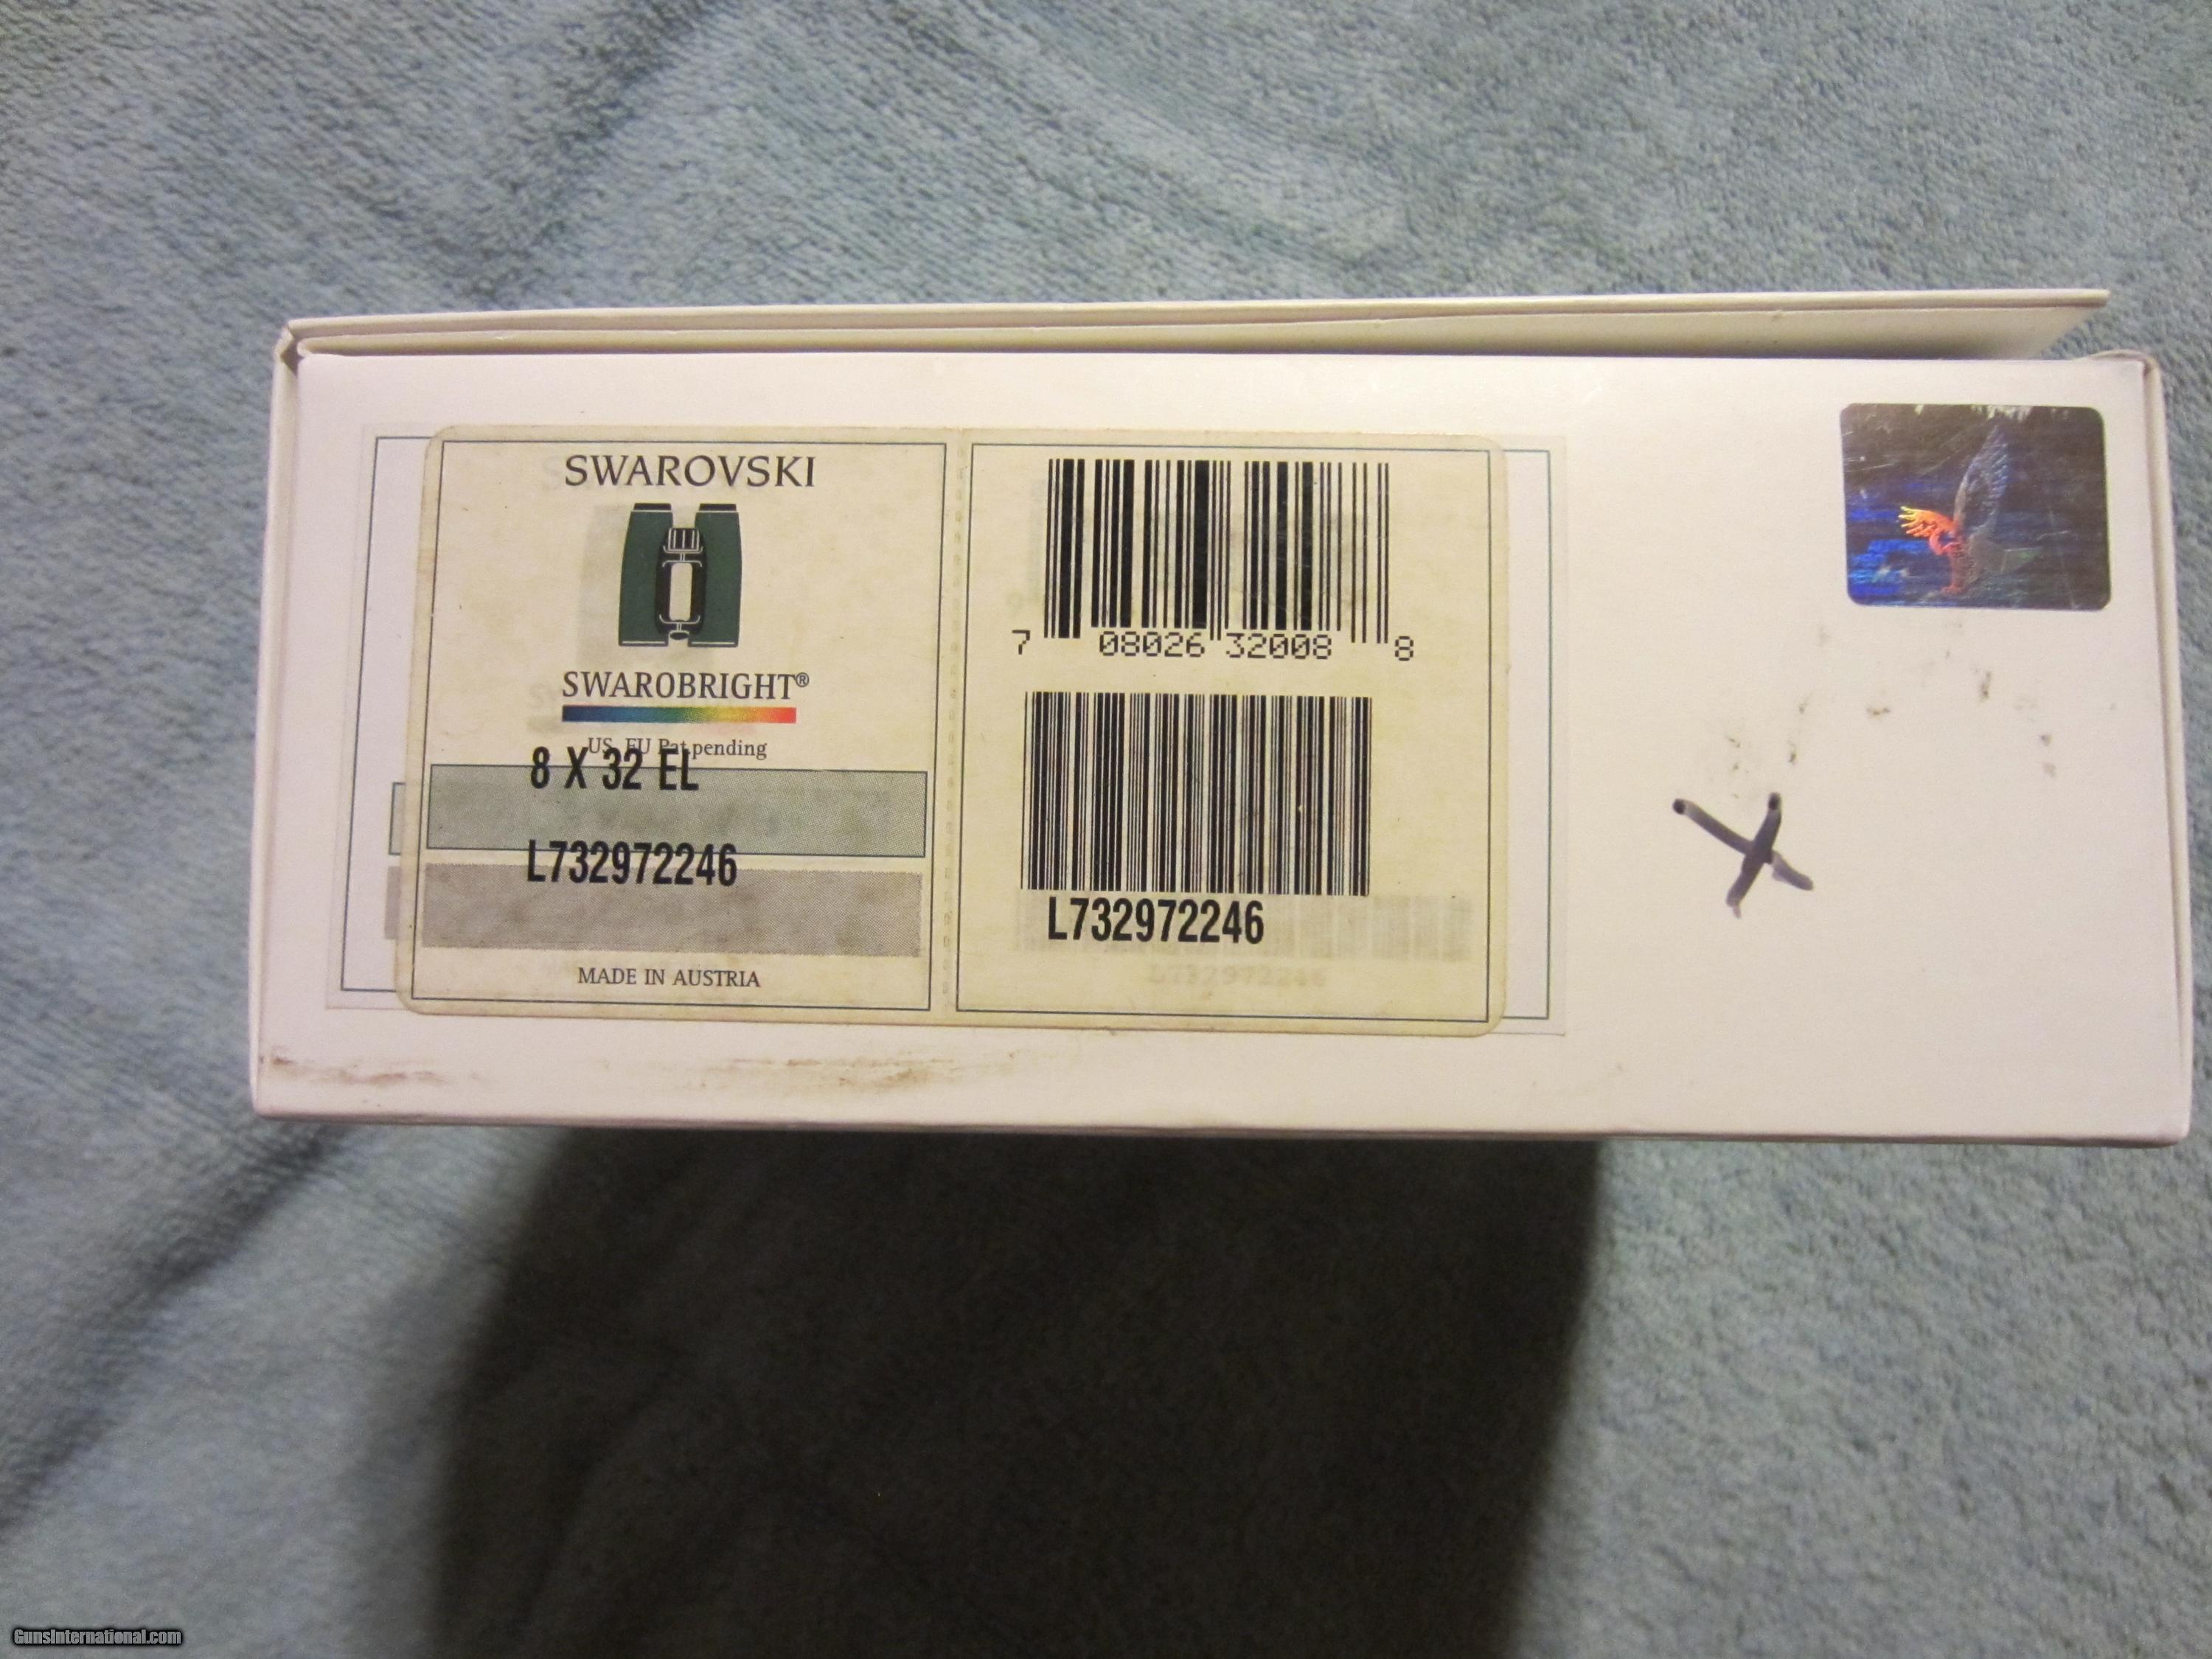 SWAROVSKI
SWAROBRIGHT®
US, EU Pat.pending
8 X 32 EL
L732972246
MADE IN AUSTRIA
7 08026 32008 8
L732972246
L732972246
X
GunsInternational.com